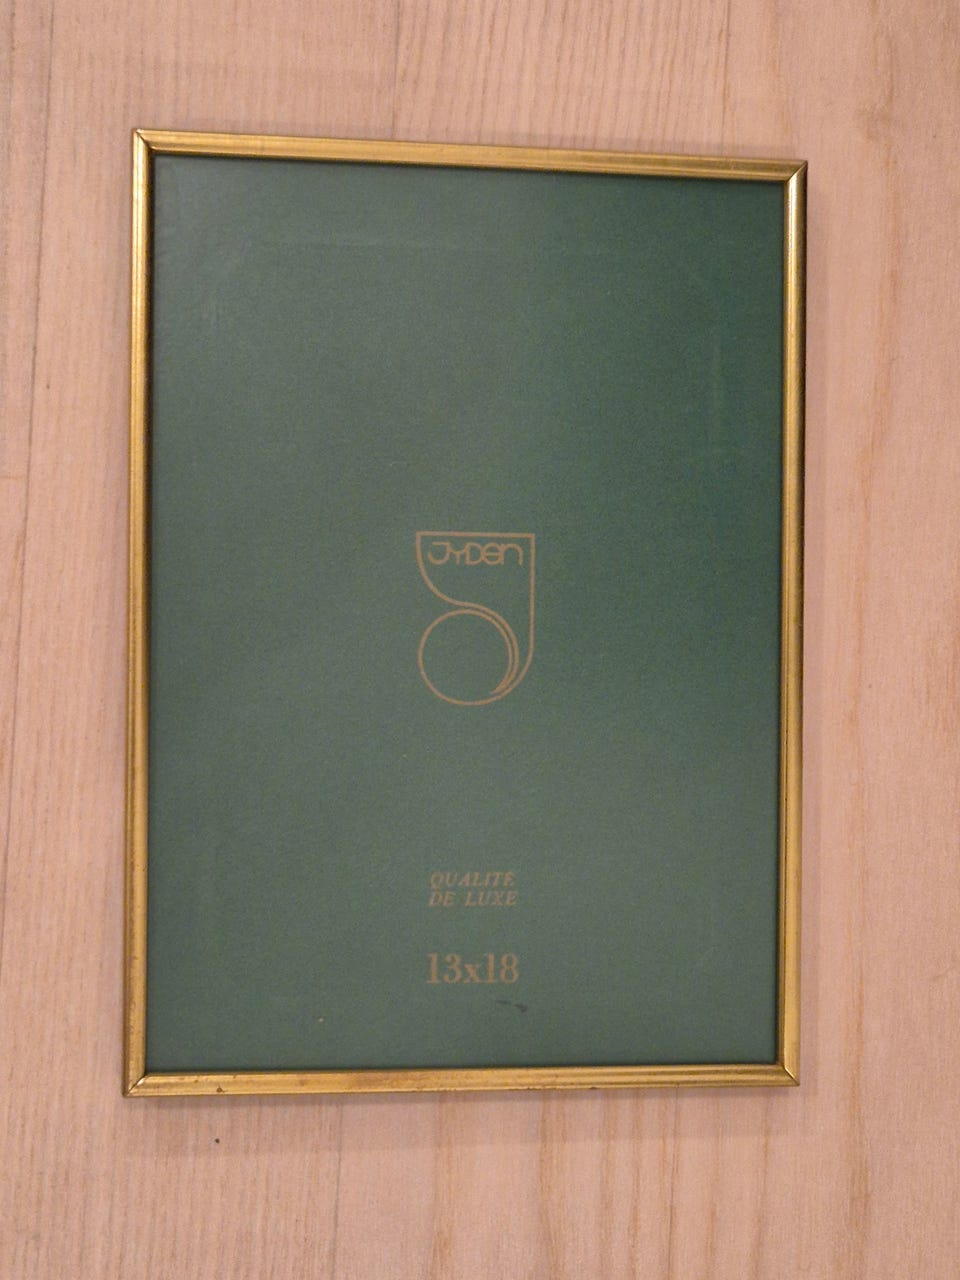 JYDEN
QUALITÉ
DE LUXE
13x18